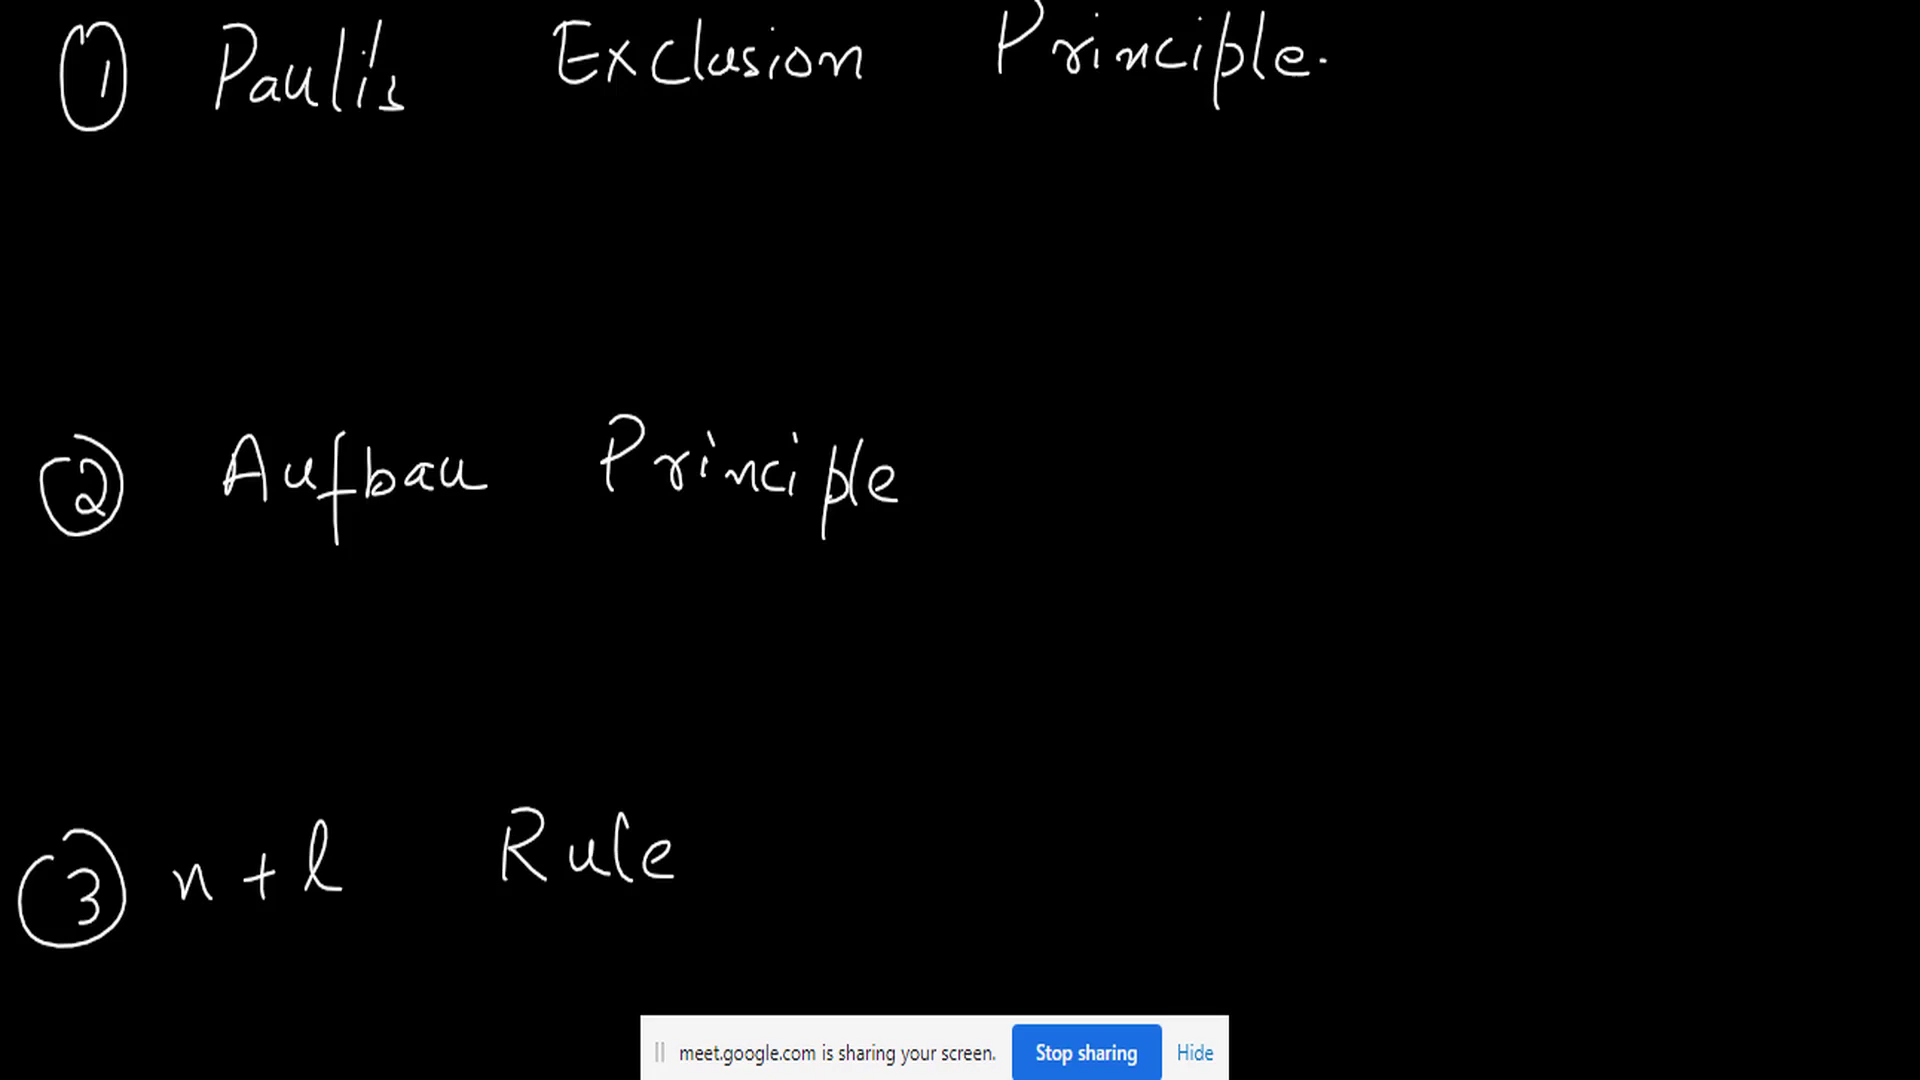 1 Pauli's Exclusion Principle.
2 Aufbau Principle
3 n + l Rule
meet.google.com is sharing your screen. Stop sharing Hide